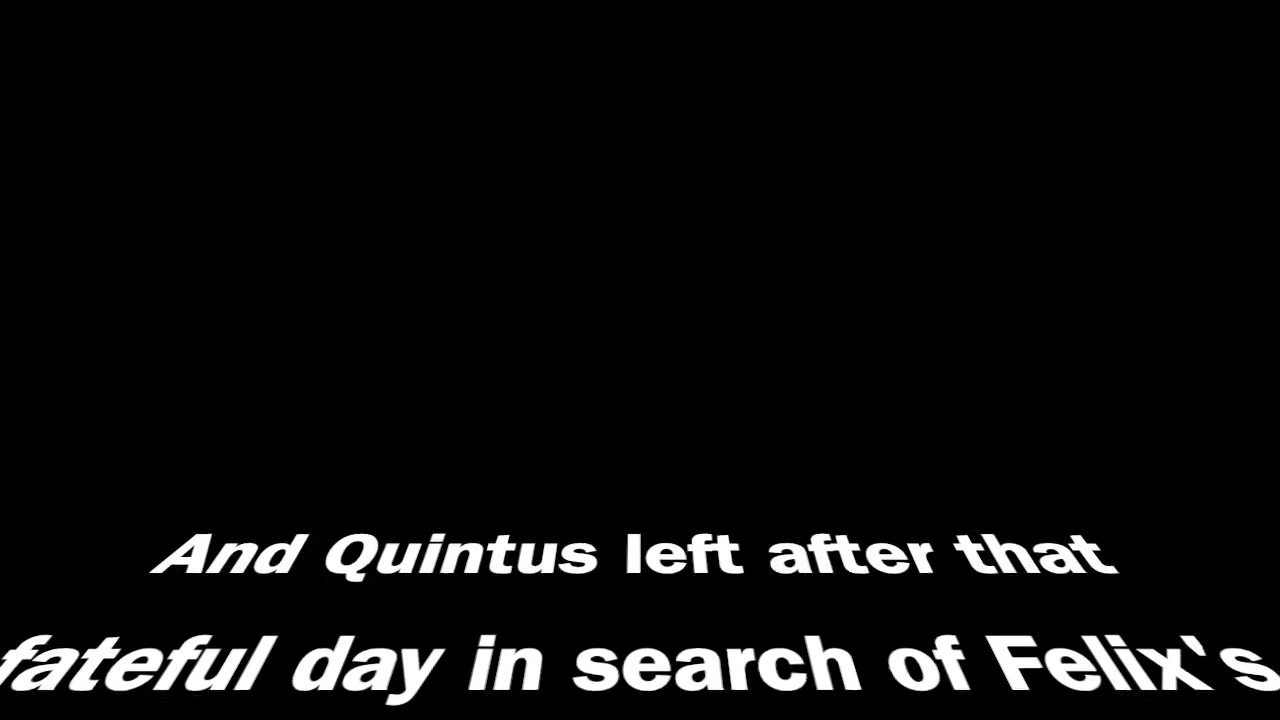 And Quintus left after that
fateful day in search of Felix's